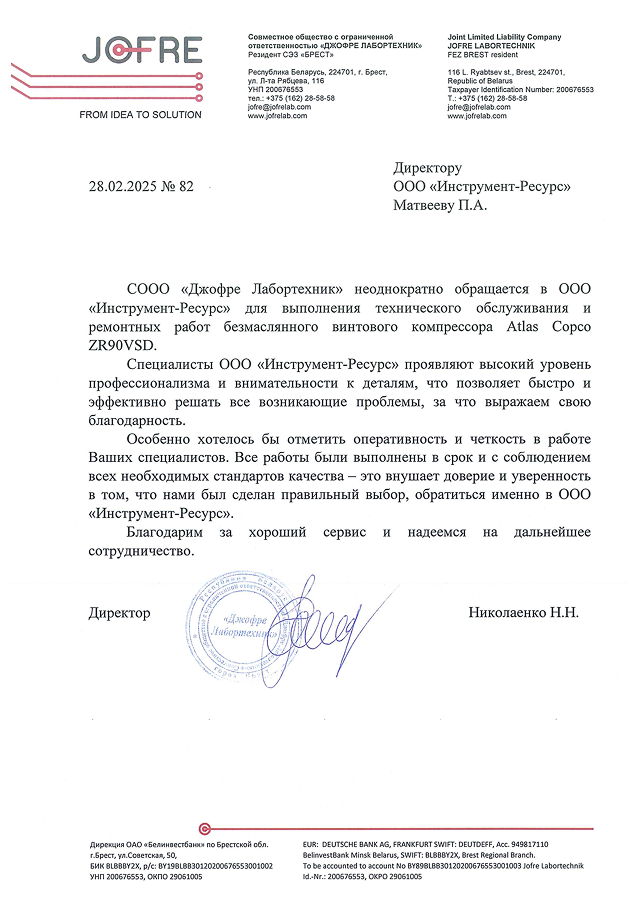 JOFRE
FROM IDEA TO SOLUTION
Совместное общество с ограниченной
ответственностью «ДЖОФРЕ ЛАБОРТЕХНИК»
Резидент СЭЗ «БРЕСТ»
Республика Беларусь, 224701, г. Брест,
ул. Л-та Рябцева, 116
УНП 200676553
тел.: +375 (162) 28-58-58
jofre@jofrelab.com
www.jofrelab.com
Joint Limited Liability Company
JOFRE LABORTECHNIK
FEZ BREST resident
116 L. Ryabtsev st., Brest, 224701,
Republic of Belarus
Taxpayer Identification Number: 200676553
T.: +375 (162) 28-58-58
jofre@jofrelab.com
www.jofrelab.com
28.02.2025 № 82
Директору
ООО «Инструмент-Ресурс»
Матвееву П.А.
СООО «Джофре Лабортехник» неоднократно обращается в ООО
«Инструмент-Ресурс» для выполнения технического обслуживания и
ремонтных работ безмаслянного винтового компрессора Atlas Copco
ZR90VSD.
Специалисты ООО «Инструмент-Ресурс» проявляют высокий уровень
профессионализма и внимательности к деталям, что позволяет быстро и
эффективно решать все возникающие проблемы, за что выражаем свою
благодарность.
Особенно хотелось бы отметить оперативность и четкость в работе
Ваших специалистов. Все работы были выполнены в срок и с соблюдением
всех необходимых стандартов качества – это внушает доверие и уверенность
в том, что нами был сделан правильный выбор, обратиться именно в ООО
«Инструмент-Ресурс».
Благодарим за хороший сервис и надеемся на дальнейшее
сотрудничество.
Директор
«Джофре
Лабортехник»
Николаенко Н.Н.
Дирекция ОАО «Белинвестбанк» по Брестской обл.
г.Брест, ул.Советская, 50,
БИК BLBBBY2X, р/с: BY19BLBB30120200676553001002
УНП 200676553, ОКПО 29061005
EUR: DEUTSCHE BANK AG, FRANKFURT SWIFT: DEUTDEFF, Acc. 949817110
BelinvestBank Minsk Belarus, SWIFT: BLBBBY2X, Brest Regional Branch.
To be accounted to account No BY89BLBB30120200676553001003 Jofre Labortechnik
Id.-Nr.: 200676553, OKPO 29061005